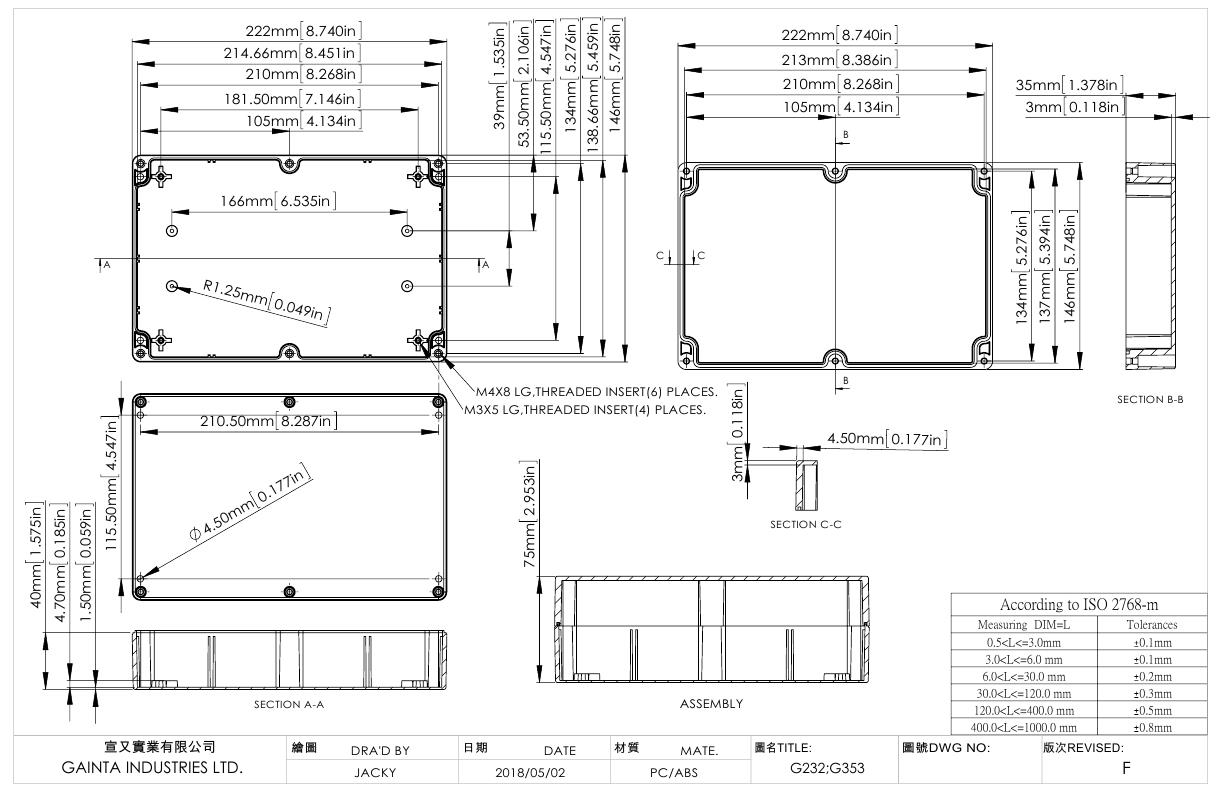 222mm[8.740in]
214.66mm[8.451in]
210mm[8.268in]
181.50mm[7.146in]
105mm[4.134in]
39mm[1.535in]
53.50mm[2.106in]
115.50mm[4.547in]
134mm[5.276in]
138.66mm[5.459in]
146mm[5.748in]
166mm[6.535in]
A
A
R1.25mm[0.049in]
M4X8 LG,THREADED INSERT(6) PLACES.
M3X5 LG,THREADED INSERT(4) PLACES.
222mm[8.740in]
213mm[8.386in]
210mm[8.268in]
105mm[4.134in]
B
C
C
134mm[5.276in]
137mm[5.394in]
146mm[5.748in]
B
35mm[1.378in]
3mm[0.118in]
SECTION B-B
210.50mm[8.287in]
115.50mm[4.547in]
Ø4.50mm[0.177in]
40mm[1.575in]
4.70mm[0.185in]
1.50mm[0.059in]
SECTION A-A
3mm[0.118in]
4.50mm[0.177in]
SECTION C-C
75mm[2.953in]
ASSEMBLY
According to ISO 2768-m
Measuring DIM=L Tolerances
0.5<L<=3.0mm ±0.1mm
3.0<L<=6.0 mm ±0.1mm
6.0<L<=30.0 mm ±0.2mm
30.0<L<=120.0 mm ±0.3mm
120.0<L<=400.0 mm ±0.5mm
400.0<L<=1000.0 mm ±0.8mm
宣又實業有限公司
GAINTA INDUSTRIES LTD.
繪圖 DRA'D BY
JACKY
日期 DATE
2018/05/02
材質 MATE.
PC/ABS
圖名TITLE:
G232;G353
圖號DWG NO:
版次REVISED:
F